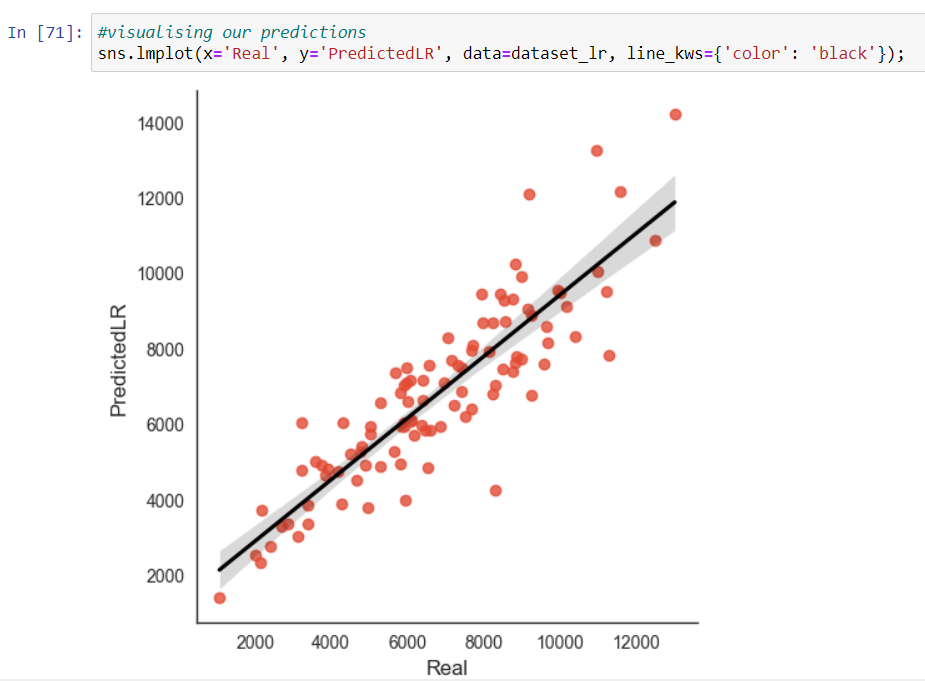 In [71]:
#visualising our predictions
sns.lmplot(x='Real', y='PredictedLR', data=dataset_lr, line_kws={'color': 'black'});
14000
12000
10000
8000
6000
4000
2000
PredictedLR
2000 4000 6000 8000 10000 12000
Real